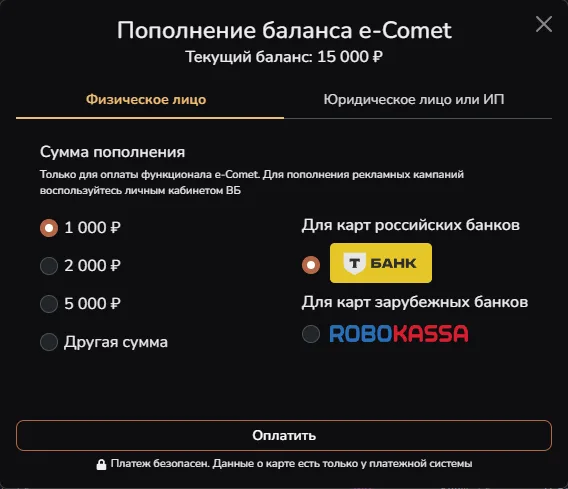 Пополнение баланса e-Comet
Текущий баланс: 15 000 ₽
Физическое лицо
Юридическое лицо или ИП
Сумма пополнения
Только для оплаты функционала e-Comet. Для пополнения рекламных кампаний
воспользуйтесь личным кабинетом ВБ
1 000 ₽
2 000 ₽
5 000 ₽
Другая сумма
Для карт российских банков
Т БАНК
Для карт зарубежных банков
ROBOKASSA
Оплатить
Платеж безопасен. Данные о карте есть только у платежной системы